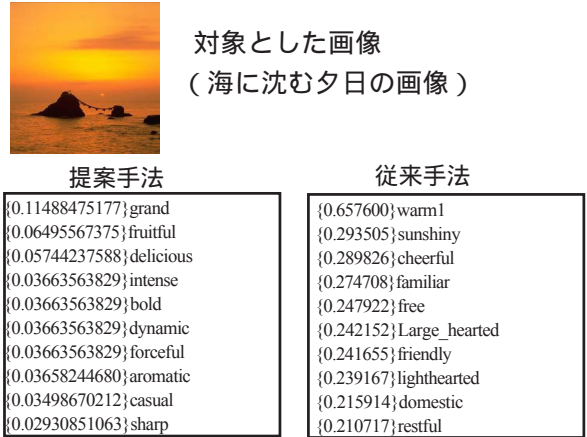 対象とした画像
(海に沈む夕日の画像)
提案手法
{0.11488475177}grand
{0.06495567375}fruitful
{0.05744237588}delicious
{0.03663563829}intense
{0.03663563829}bold
{0.03663563829}dynamic
{0.03663563829}forceful
{0.03658244680}aromatic
{0.03498670212}casual
{0.02930851063}sharp
従来手法
{0.657600}warm1
{0.293505}sunshiny
{0.289826}cheerful
{0.274708}familiar
{0.247922}free
{0.242152}Large_hearted
{0.241655}friendly
{0.239167}lighthearted
{0.215914}domestic
{0.210717}restful